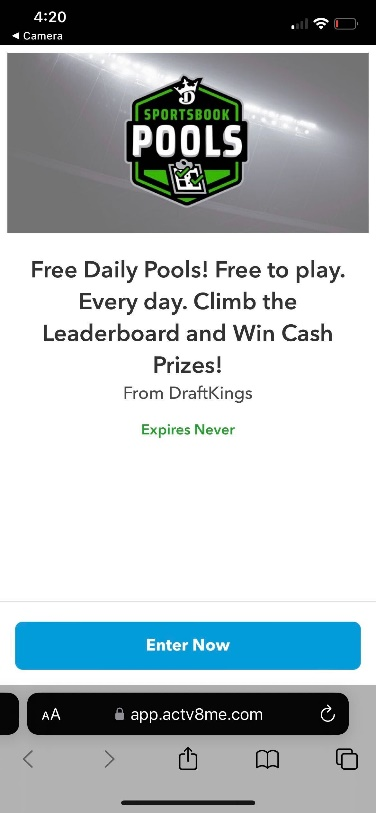 4:20
◀ Camera
SPORTSBOOK
POOLS
Free Daily Pools! Free to play.
Every day. Climb the
Leaderboard and Win Cash
Prizes!
From DraftKings
Expires Never
Enter Now
AA app.actv8me.com